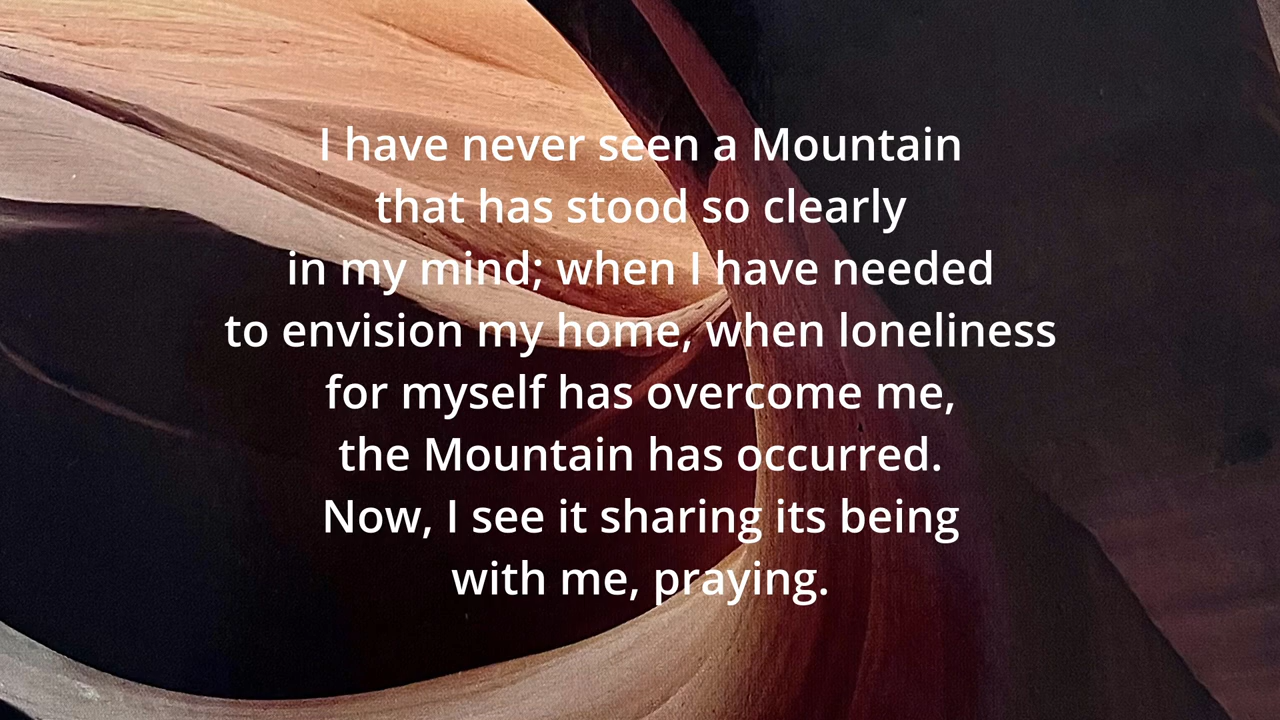 I have never seen a Mountain
that has stood so clearly
in my mind; when I have needed
to envision my home, when loneliness
for myself has overcome me,
the Mountain has occurred.
Now, I see it sharing its being
with me, praying.